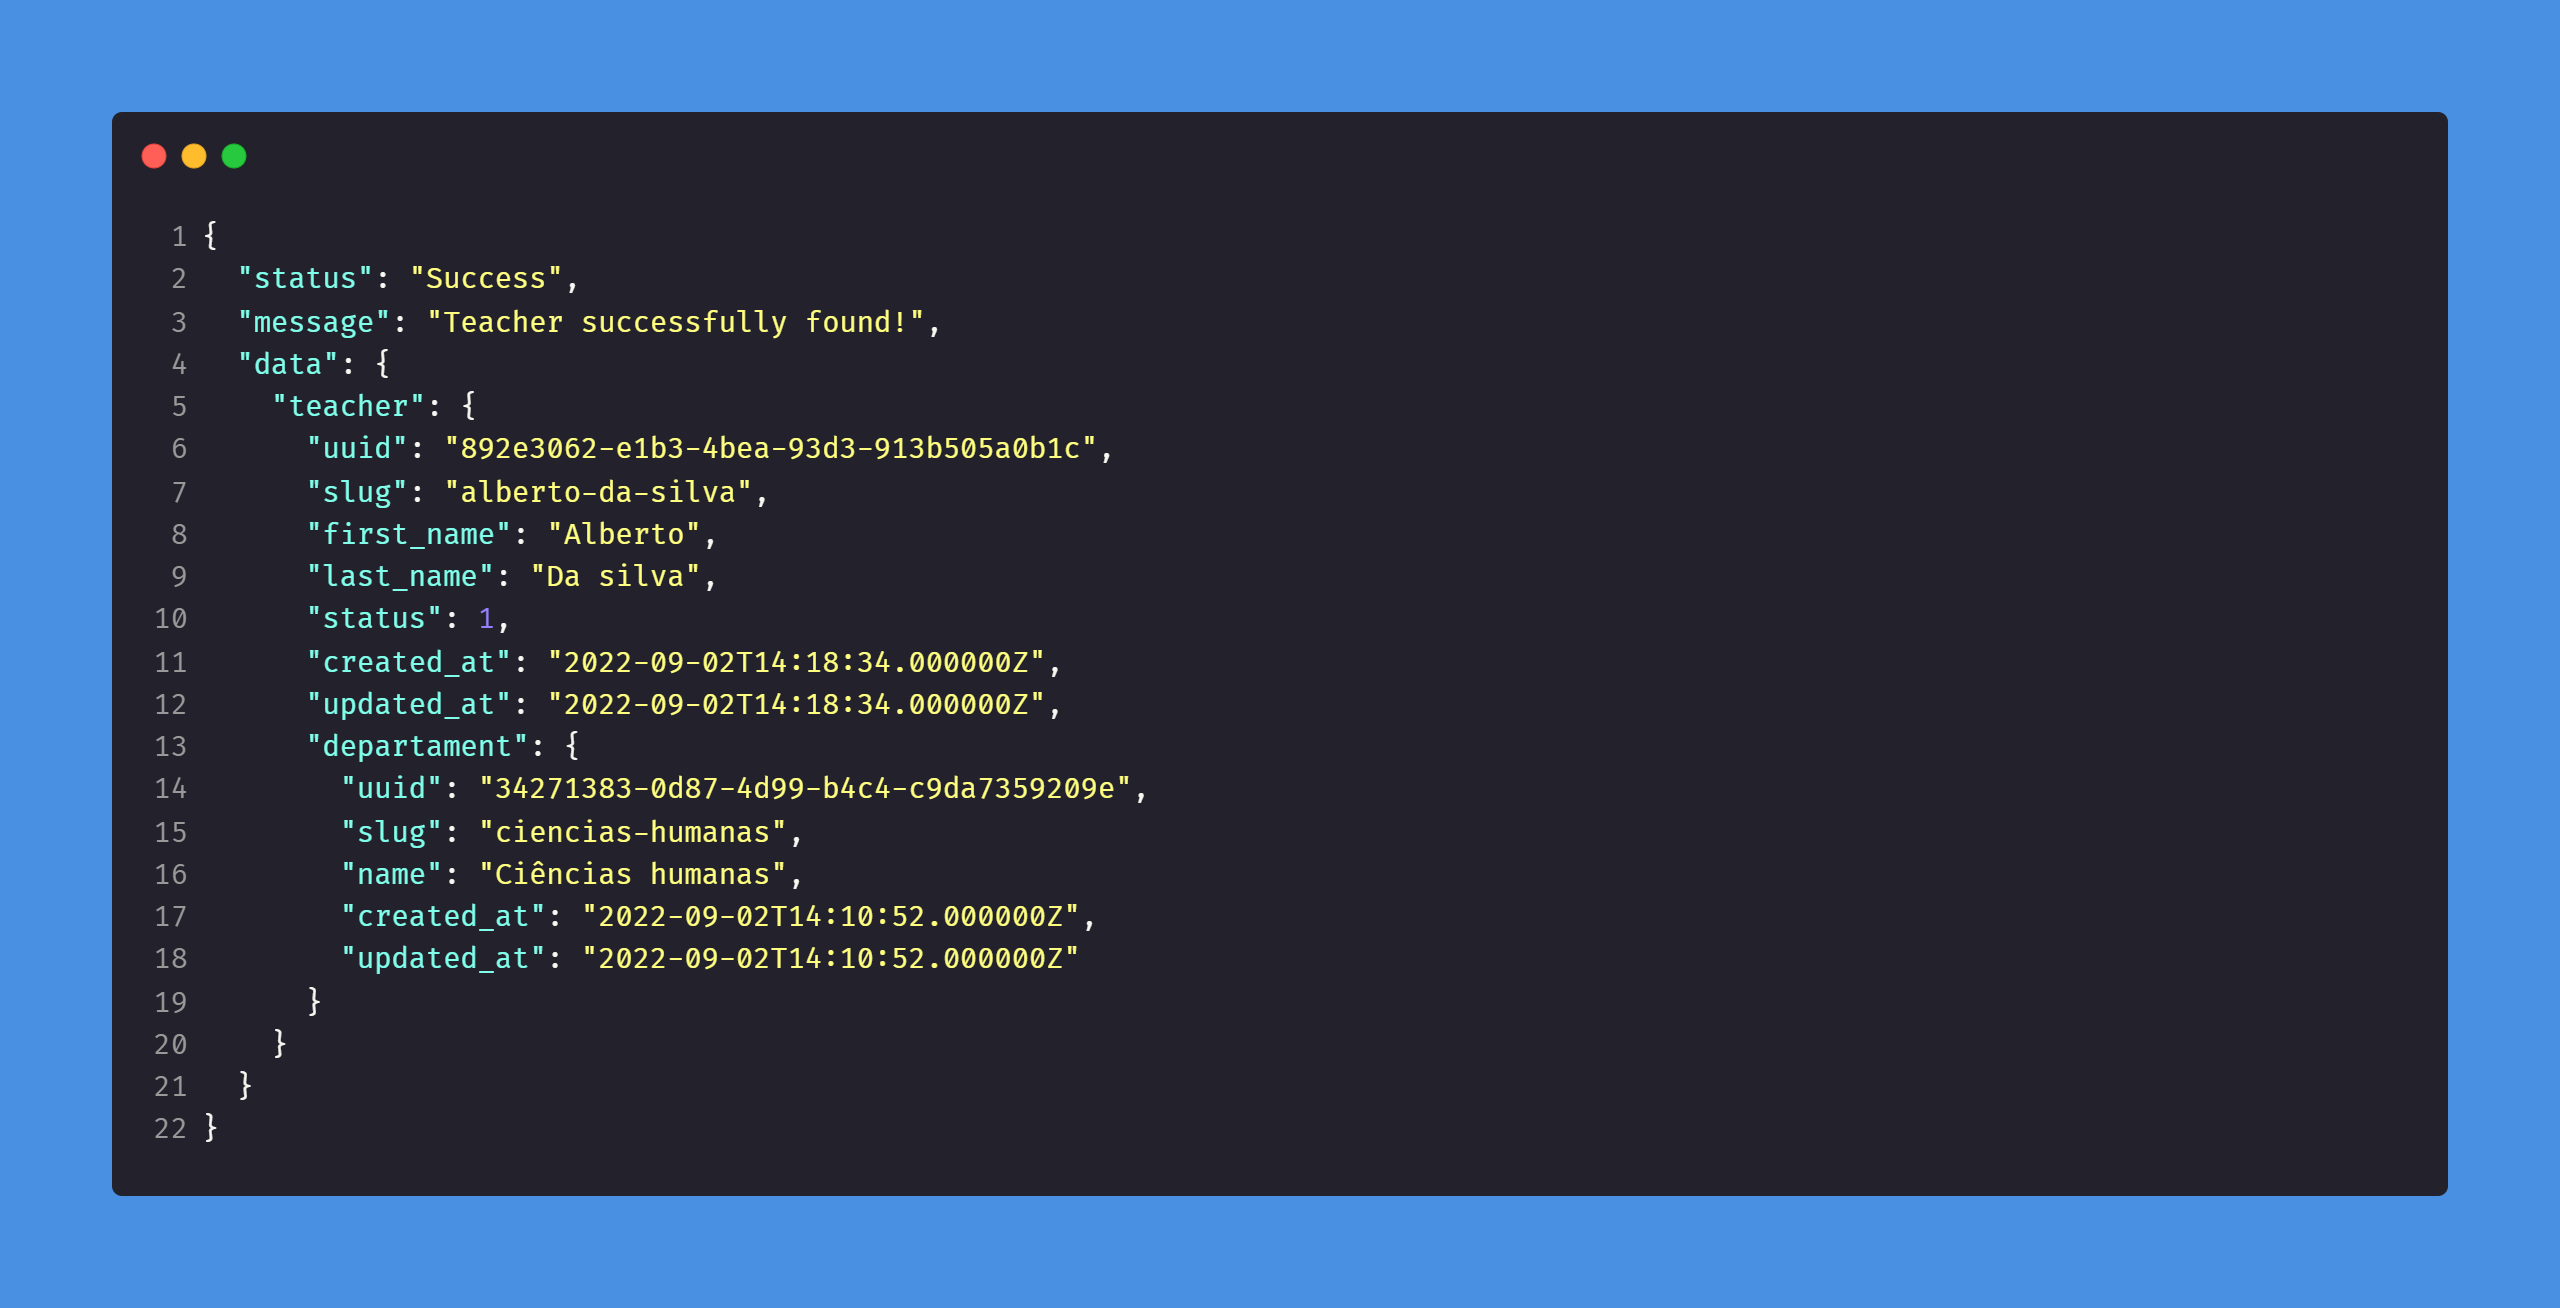 1 {
2   "status": "Success",
3   "message": "Teacher successfully found!",
4   "data": {
5     "teacher": {
6       "uuid": "892e3062-e1b3-4bea-93d3-913b505a0b1c",
7       "slug": "alberto-da-silva",
8       "first_name": "Alberto",
9       "last_name": "Da silva",
10       "status": 1,
11       "created_at": "2022-09-02T14:18:34.000000Z",
12       "updated_at": "2022-09-02T14:18:34.000000Z",
13       "departament": {
14         "uuid": "34271383-0d87-4d99-b4c4-c9da7359209e",
15         "slug": "ciencias-humanas",
16         "name": "Ciências humanas",
17         "created_at": "2022-09-02T14:10:52.000000Z",
18         "updated_at": "2022-09-02T14:10:52.000000Z"
19       }
20     }
21   }
22 }